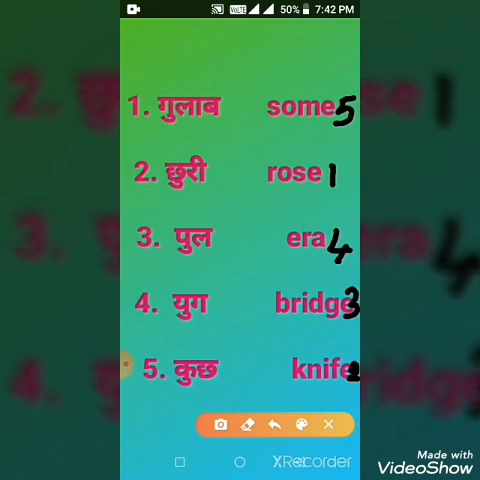 VoLTE 50% 7:42 PM
1. गुलाब some 5
2. छुरी rose 1
3. पुल era 4
4. युग bridge 3
5. कुछ knife 2
XRecorder
Made with
VideoShow